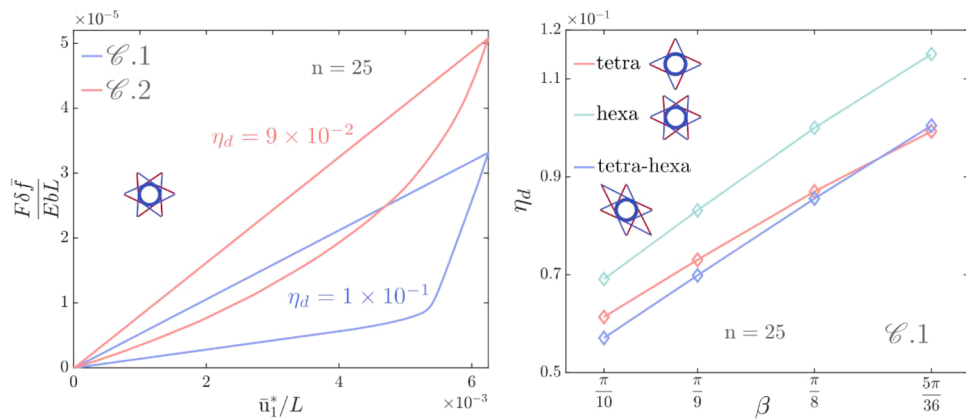 ×10⁻⁵
5
4
3
2
1
0
F δ f̄
EbL
𝒞.1
𝒞.2
n = 25
η_d = 9 × 10⁻²
η_d = 1 × 10⁻¹
0 2 4 6
×10⁻³
ū₁*/L
×10⁻¹
1.2
1.1
0.9
0.7
0.5
η_d
tetra
hexa
tetra-hexa
n = 25
𝒞.1
π/10 π/9 π/8 5π/36
β